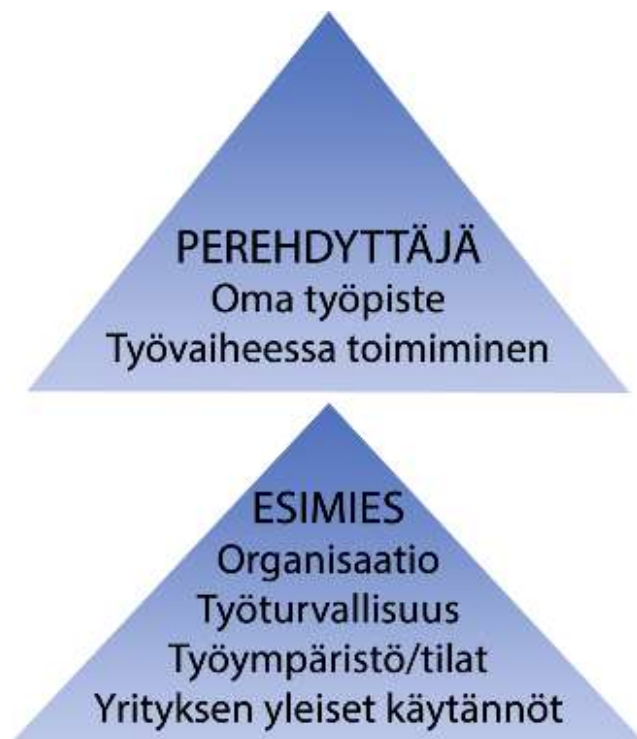 PEREHDYTTÄJÄ
Oma työpiste
Työvaiheessa toimiminen
ESIMIES
Organisaatio
Työturvallisuus
Työympäristö/tilat
Yrityksen yleiset käytännöt